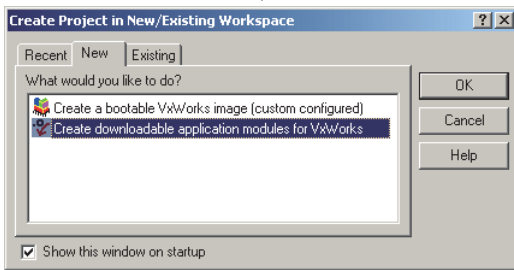 Create Project in New/Existing Workspace
Recent New Existing
What would you like to do?
Create a bootable VxWorks image (custom configured)
Create downloadable application modules for VxWorks
OK
Cancel
Help
Show this window on startup